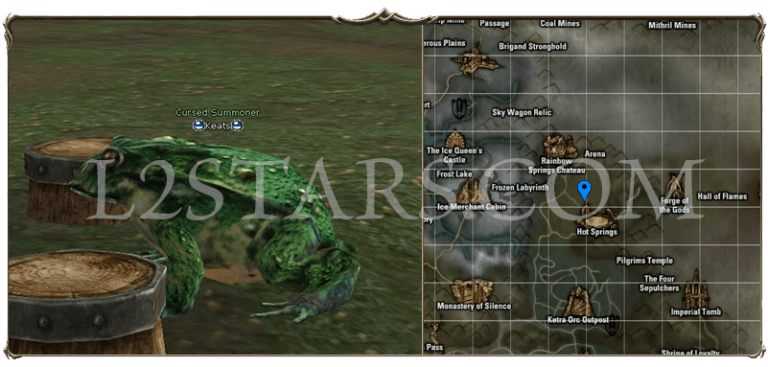 Cursed Summoner
Keats
L2STARS.COM
Passage
Coal Mines
Mithril Mines
erous Plains
Brigand Stronghold
Sky Wagon Relic
The Ice Queen's
Castle
Rainbow
Springs Chateau
Arena
Frost Lake
Frozen Labyrinth
Ice Merchant Cabin
Forge of
the Gods
Hall of Flames
Hot Springs
Pilgrims Temple
The Four
Sepulchers
Monastery of Silence
Ketra Orc Outpost
Imperial Tomb
Pass
Shrine of Loyalty